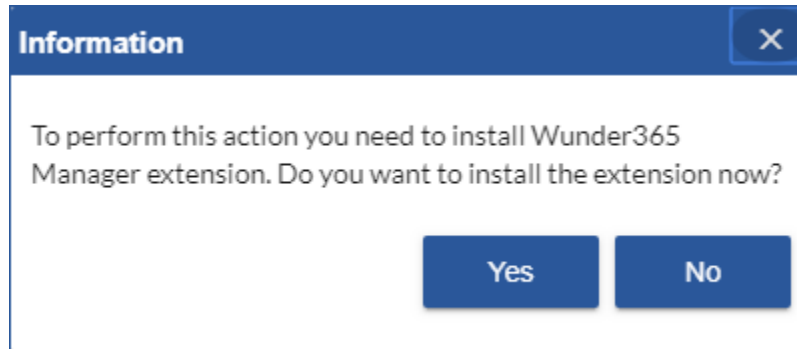 Information
To perform this action you need to install Wunder365
Manager extension. Do you want to install the extension now?
Yes
No